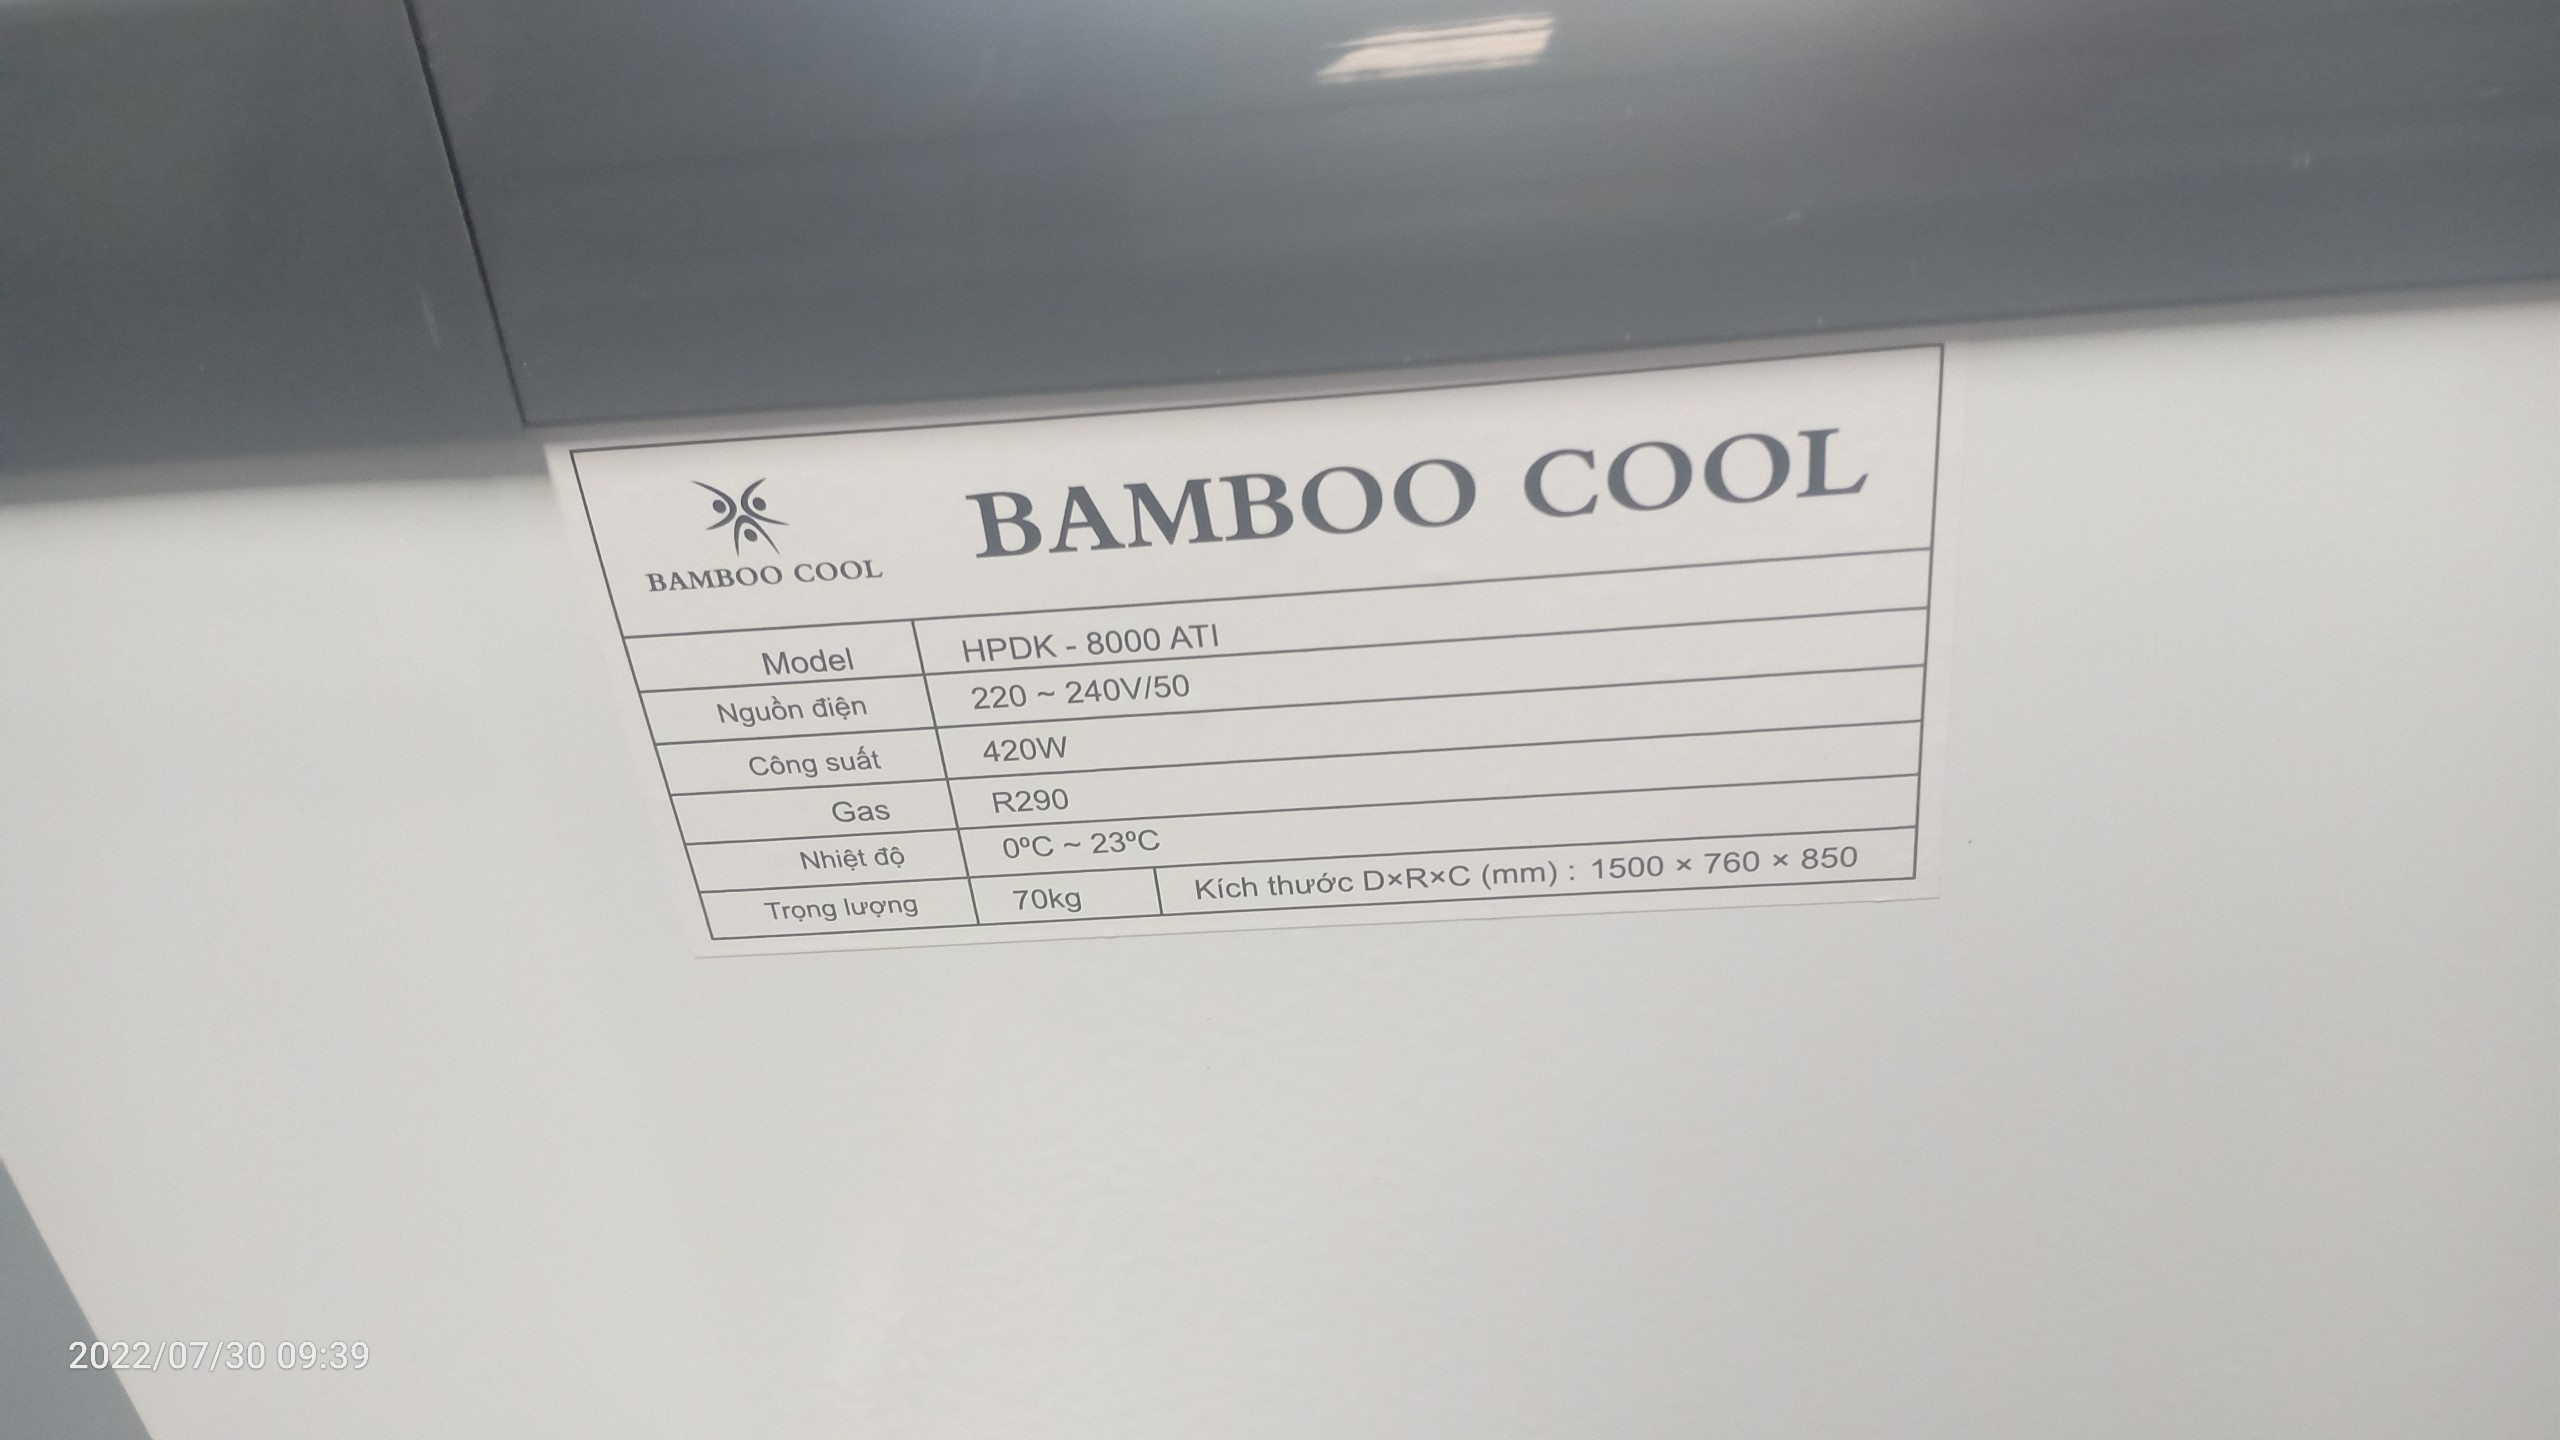 BAMBOO COOL
BAMBOO COOL
Model HPDK - 8000 ATI
Nguồn điện 220 ~ 240V/50
Công suất 420W
Gas R290
Nhiệt độ 0ºC ~ 23ºC
Trọng lượng 70kg Kích thước D×R×C (mm) : 1500 × 760 × 850
2022/07/30 09:39